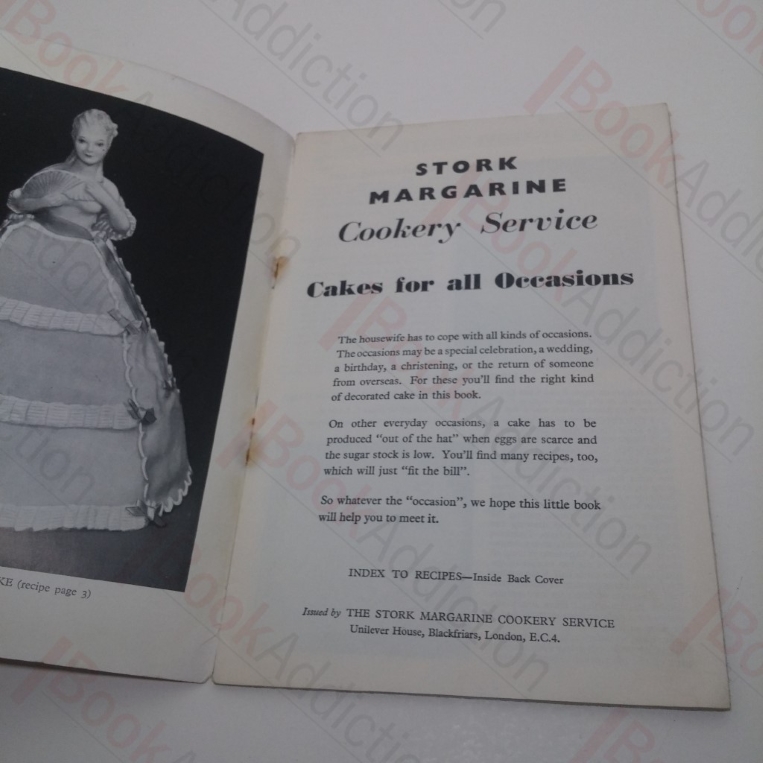 KE (recipe page 3)
STORK
MARGARINE
Cookery Service
Cakes for all Occasions
The housewife has to cope with all kinds of occasions.
The occasions may be a special celebration, a wedding,
a birthday, a christening, or the return of someone
from overseas. For these you'll find the right kind
of decorated cake in this book.
On other everyday occasions, a cake has to be
produced "out of the hat" when eggs are scarce and
the sugar stock is low. You'll find many recipes, too,
which will just "fit the bill".
So whatever the "occasion", we hope this little book
will help you to meet it.
INDEX TO RECIPES—Inside Back Cover
Issued by THE STORK MARGARINE COOKERY SERVICE
Unilever House, Blackfriars, London, E.C.4.
BookAddiction